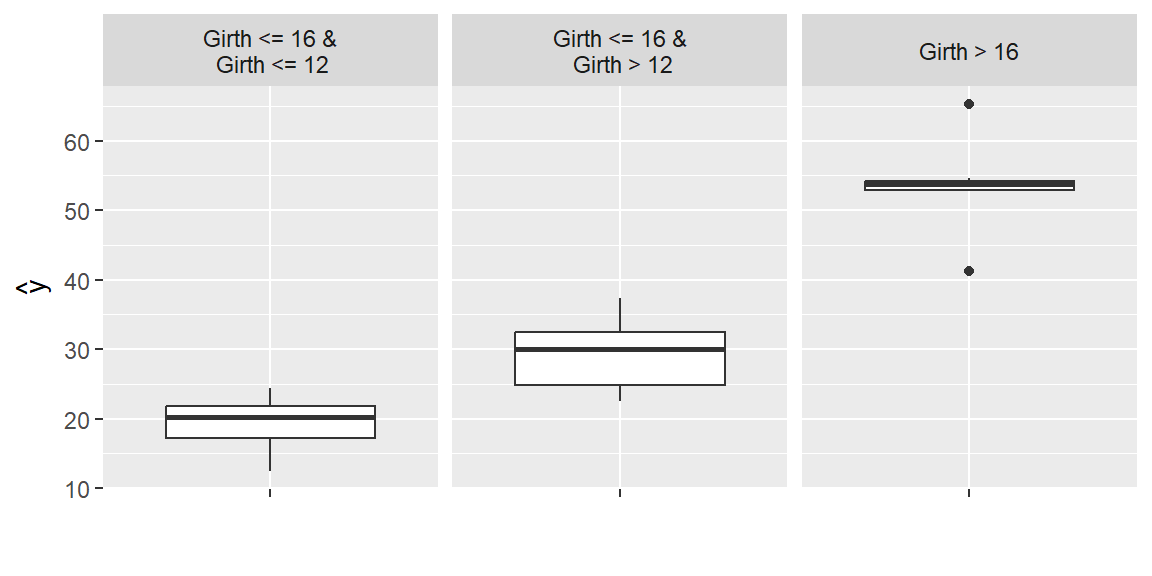 Girth <= 16 &
Girth <= 12
Girth <= 16 &
Girth > 12
Girth > 16
ŷ
60
50
40
30
20
10